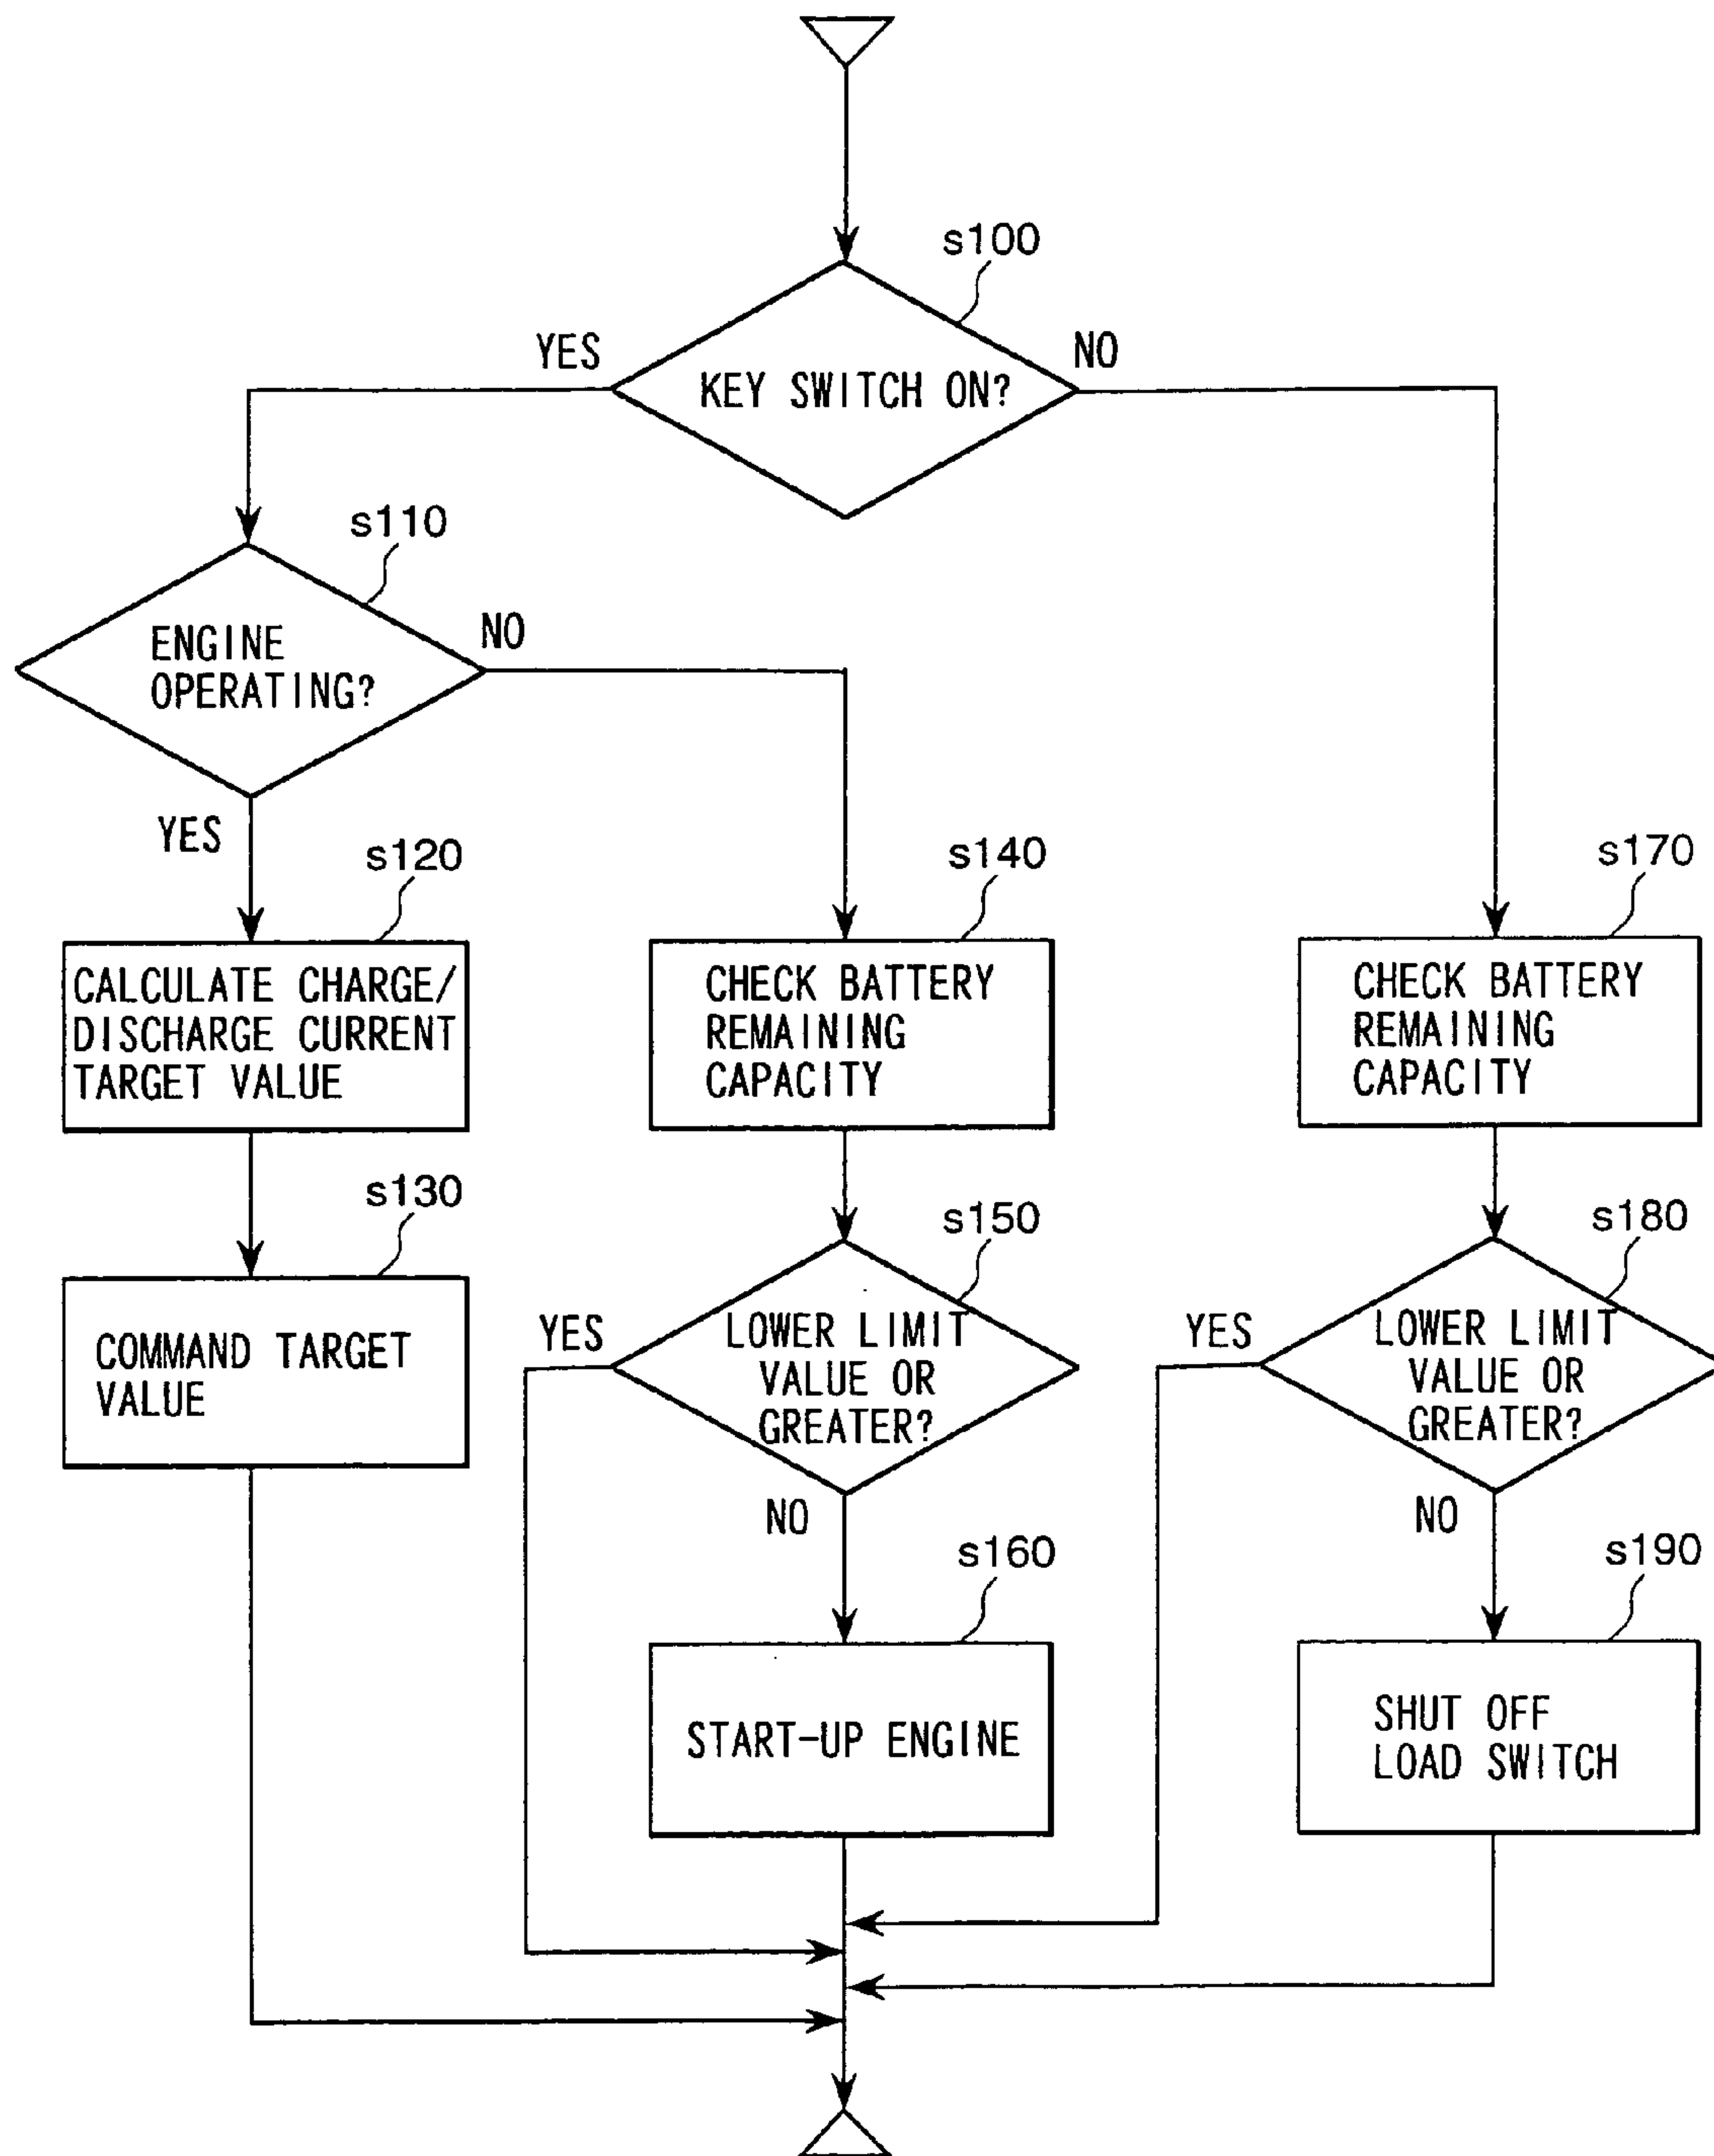 s100
YES
NO
KEY SWITCH ON?
s110
NO
ENGINE
OPERATING?
YES
s120
s140
s170
CALCULATE CHARGE/
DISCHARGE CURRENT
TARGET VALUE
CHECK BATTERY
REMAINING
CAPACITY
CHECK BATTERY
REMAINING
CAPACITY
s130
s150
s180
COMMAND TARGET
VALUE
YES
LOWER LIMIT
VALUE OR
GREATER?
YES
LOWER LIMIT
VALUE OR
GREATER?
NO
NO
s160
s190
START-UP ENGINE
SHUT OFF
LOAD SWITCH